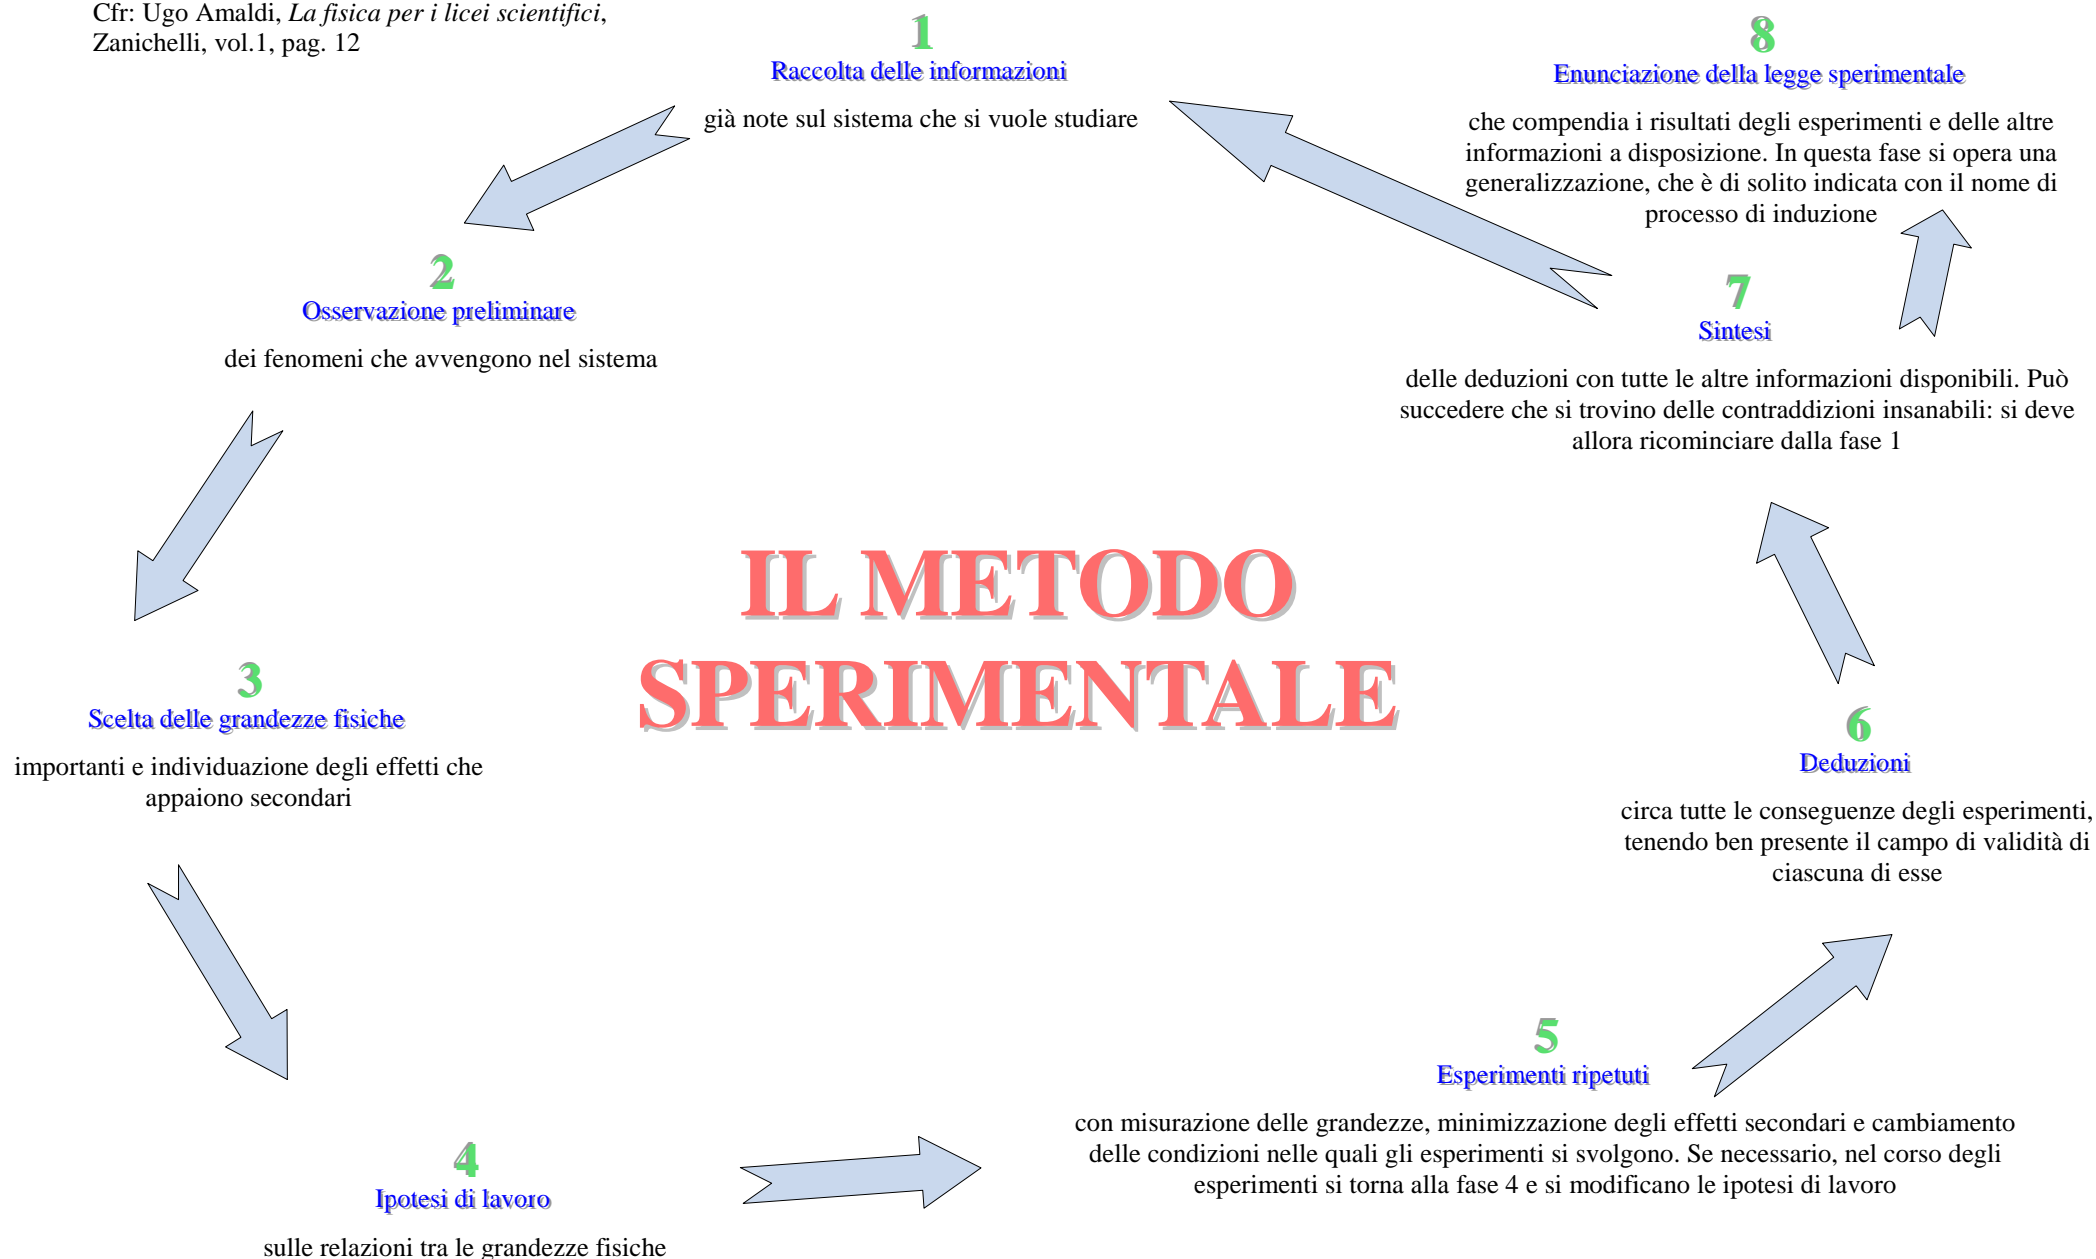 Cfr: Ugo Amaldi, La fisica per i licei scientifici,
Zanichelli, vol.1, pag. 12
1
Raccolta delle informazioni
già note sul sistema che si vuole studiare
2
Osservazione preliminare
dei fenomeni che avvengono nel sistema
3
Scelta delle grandezze fisiche
importanti e individuazione degli effetti che
appaiono secondari
4
Ipotesi di lavoro
sulle relazioni tra le grandezze fisiche
5
Esperimenti ripetuti
con misurazione delle grandezze, minimizzazione degli effetti secondari e cambiamento
delle condizioni nelle quali gli esperimenti si svolgono. Se necessario, nel corso degli
esperimenti si torna alla fase 4 e si modificano le ipotesi di lavoro
6
Deduzioni
circa tutte le conseguenze degli esperimenti,
tenendo ben presente il campo di validità di
ciascuna di esse
7
Sintesi
delle deduzioni con tutte le altre informazioni disponibili. Può
succedere che si trovino delle contraddizioni insanabili: si deve
allora ricominciare dalla fase 1
8
Enunciazione della legge sperimentale
che compendia i risultati degli esperimenti e delle altre
informazioni a disposizione. In questa fase si opera una
generalizzazione, che è di solito indicata con il nome di
processo di induzione
IL METODO
SPERIMENTALE